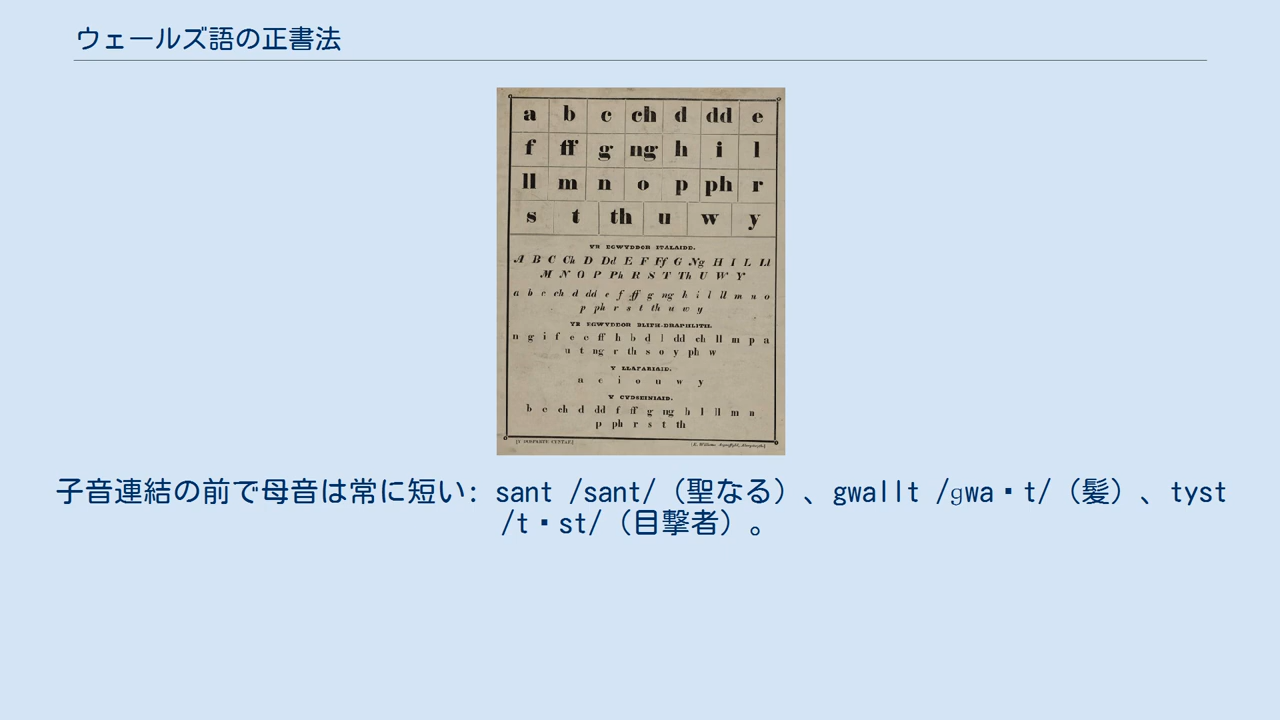 ウェールズ語の正書法
a b c ch d dd e
f ff g ng h i l
ll m n o p ph r
s t th u w y
YR EGWYDDOR ITALAIDD.
A B C Ch D Dd E F Ff G Ng H I L Ll
M N O P Ph R S T Th U W Y
a b c ch d dd e f ff g ng h i l ll m n o
p ph r s t th u w y
YR EGWYDDOR BLITH-DRAPHLITH.
n g i f e c ff h b d l dd ch ll m p a
u t ng r th s o y ph w
Y LLAFARIAID.
a e i o u w y
Y CYDSEINIAID.
b c ch d dd f ff g ng h l ll m n
p ph r s t th
子音連結の前で母音は常に短い: sant /sant/（聖なる）、gwallt /ɡwa▪t/（髪）、tyst
/t▪st/（目撃者）。